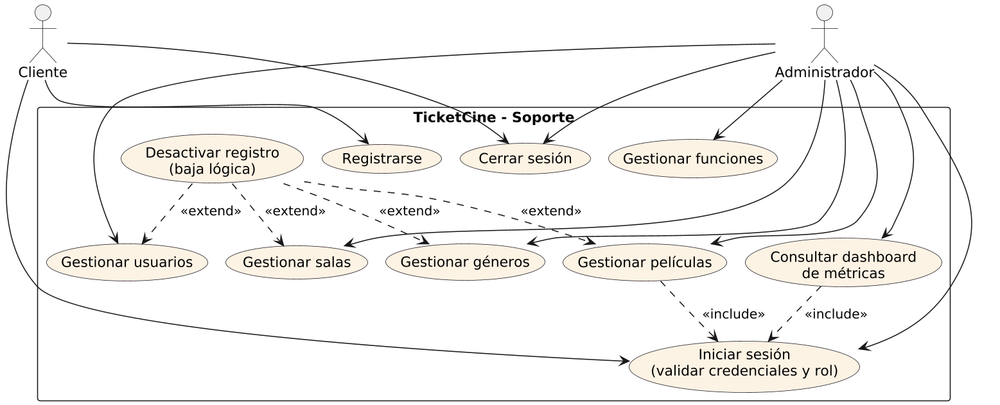 Cliente
Administrador
TicketCine - Soporte
Desactivar registro
(baja lógica)
Registrarse
Cerrar sesión
Gestionar funciones
«extend»
«extend»
«extend»
«extend»
Gestionar usuarios
Gestionar salas
Gestionar géneros
Gestionar películas
Consultar dashboard
de métricas
«include»
«include»
Iniciar sesión
(validar credenciales y rol)